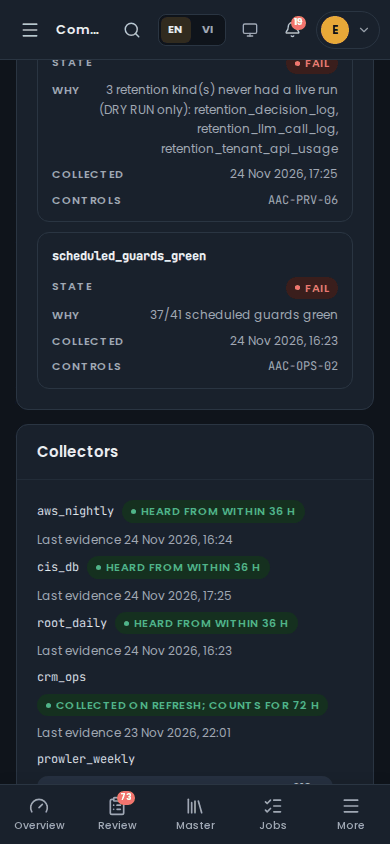 Com...
EN VI
19
E
STATE FAIL
WHY 3 retention kind(s) never had a live run
(DRY RUN only): retention_decision_log,
retention_llm_call_log,
retention_tenant_api_usage
COLLECTED 24 Nov 2026, 17:25
CONTROLS AAC-PRV-06
scheduled_guards_green
STATE FAIL
WHY 37/41 scheduled guards green
COLLECTED 24 Nov 2026, 16:23
CONTROLS AAC-OPS-02
Collectors
aws_nightly HEARD FROM WITHIN 36 H
Last evidence 24 Nov 2026, 16:24
cis_db HEARD FROM WITHIN 36 H
Last evidence 24 Nov 2026, 17:25
root_daily HEARD FROM WITHIN 36 H
Last evidence 24 Nov 2026, 16:23
crm_ops
COLLECTED ON REFRESH; COUNTS FOR 72 H
Last evidence 23 Nov 2026, 22:01
prowler_weekly
73
Overview Review Master Jobs More